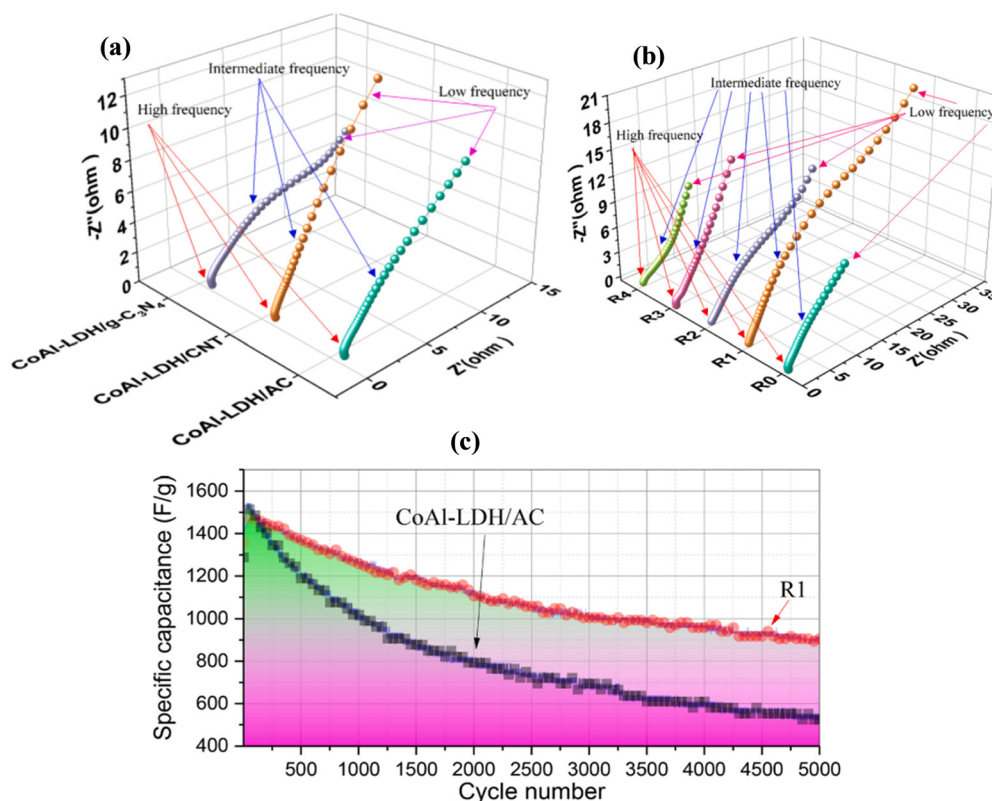 (a)
Intermediate frequency
High frequency
Low frequency
-Z"(ohm )
12
10
8
6
4
2
0
CoAl-LDH/g-C₃N₄
CoAl-LDH/CNT
CoAl-LDH/AC
0
5
10
15
Z'(ohm )
(b)
Intermediate frequency
High frequency
Low frequency
-Z"(ohm )
21
18
15
12
9
6
3
0
R4
R3
R2
R1
R0
0
5
10
15
20
25
30
35
Z'(ohm )
(c)
Specific capacitance (F/g)
1600
1400
1200
1000
800
600
400
CoAl-LDH/AC
R1
500 1000 1500 2000 2500 3000 3500 4000 4500 5000
Cycle number